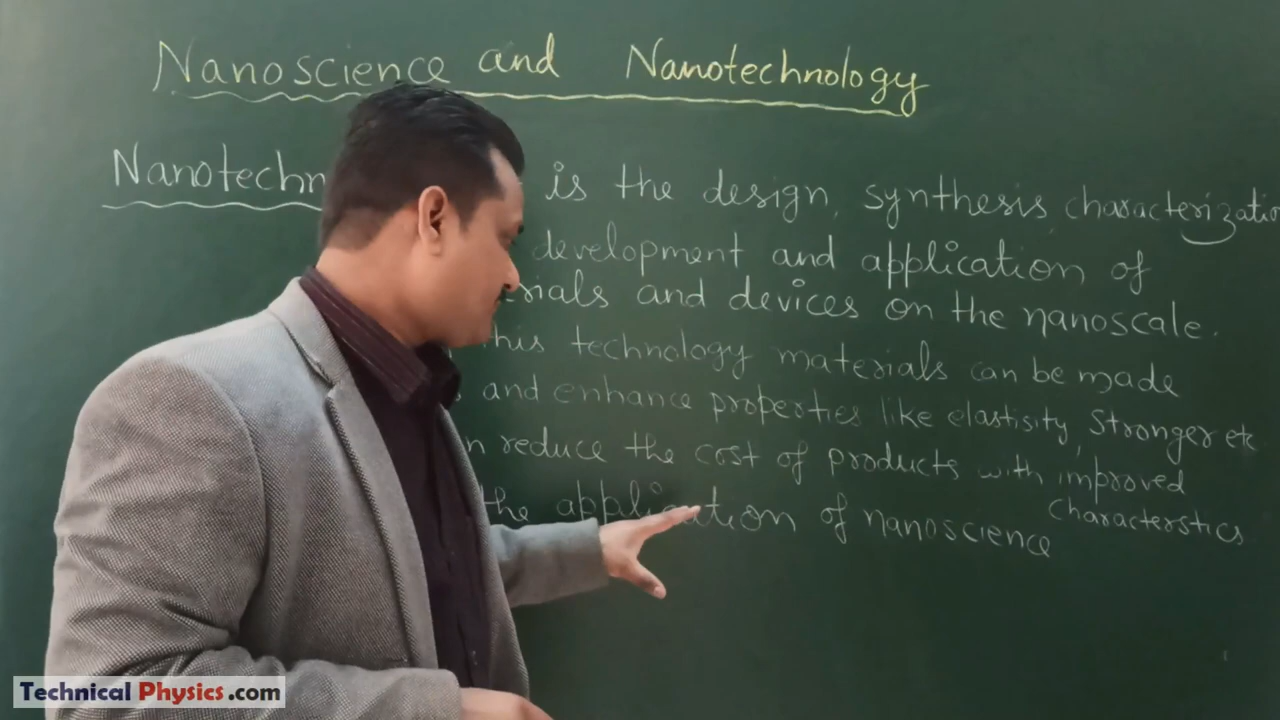 Nanoscience and Nanotechnology
Nanotechn is the design, synthesis characterizatio
development and application of
rials and devices on the nanoscale.
his technology materials can be made
and enhance properties like elastisity, Stronger etc
n reduce the cost of products with improved
Characterstics
the application of nanoscience
Technical Physics.com